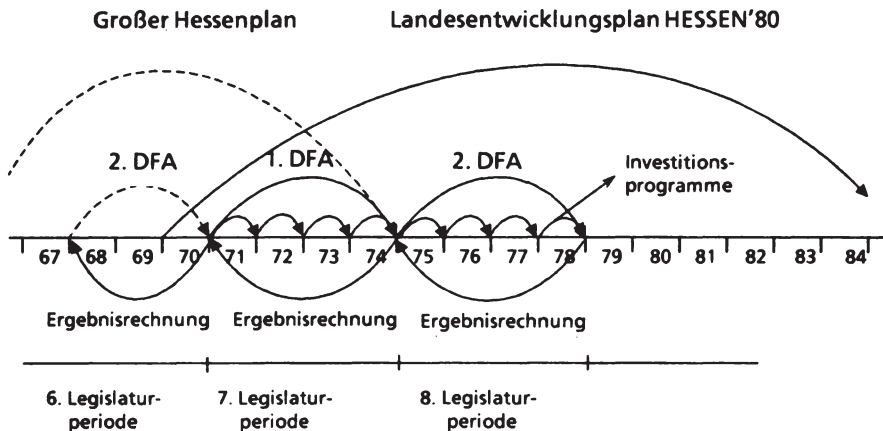 Großer Hessenplan Landesentwicklungsplan HESSEN'80
2. DFA 1. DFA 2. DFA Investitions-
programme
67 68 69 70 71 72 73 74 75 76 77 78 79 80 81 82 83 84
Ergebnisrechnung Ergebnisrechnung Ergebnisrechnung
6. Legislatur- 7. Legislatur- 8. Legislatur-
periode periode periode